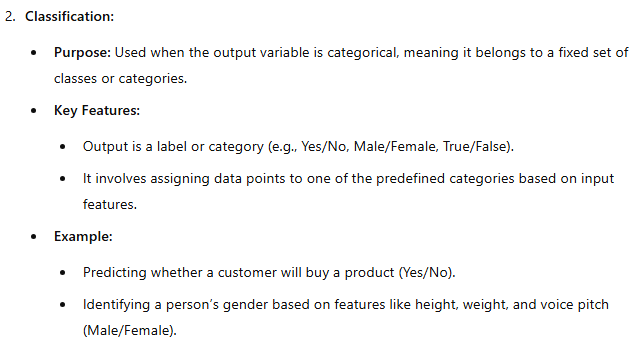 2. Classification:
• Purpose: Used when the output variable is categorical, meaning it belongs to a fixed set of
classes or categories.
• Key Features:
• Output is a label or category (e.g., Yes/No, Male/Female, True/False).
• It involves assigning data points to one of the predefined categories based on input
features.
• Example:
• Predicting whether a customer will buy a product (Yes/No).
• Identifying a person's gender based on features like height, weight, and voice pitch
(Male/Female).